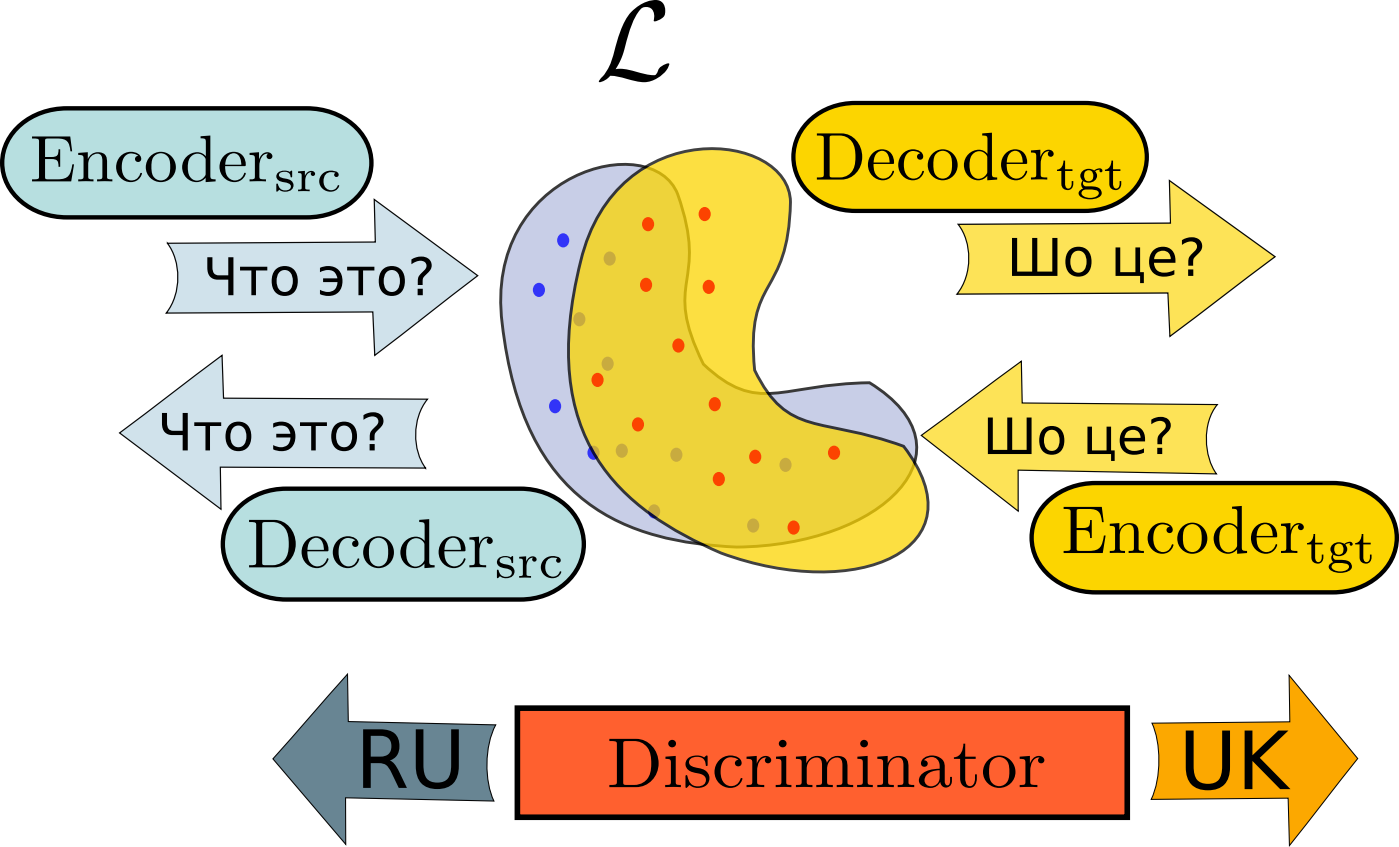 ℒ
Encoder_src
Decoder_tgt
Что это?
Шо це?
Что это?
Шо це?
Decoder_src
Encoder_tgt
RU
Discriminator
UK